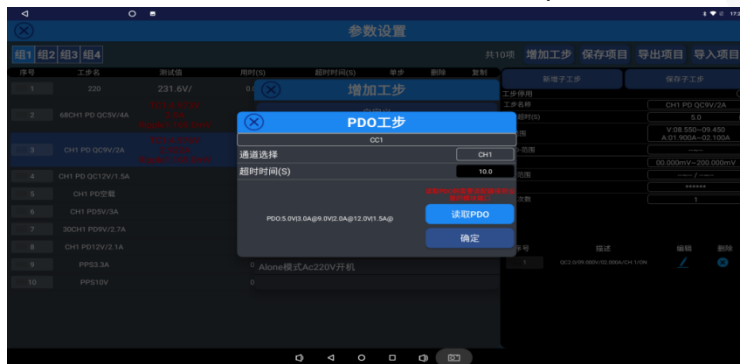 参数设置
组1 组2 组3 组4 共10项 增加工步 保存项目 导出项目 导入项目
序号 工步名 测试值 用时(S) 超时时间(S) 单步 删除 复制
1 220 231.6V/
2 68CH1 PD QC5V/4A
3 CH1 PD QC9V/2A
4 CH1 PD QC12V/1.5A
5 CH1 PD空载
6 CH1 PD5V/3A
7 30CH1 PD9V/2.7A
8 CH1 PD12V/2.1A
9 PPS3.3A
10 PPS10V
增加工步
PDO工步
CC1
通道选择 CH1
超时时间(S) 10.0
PDO:5.0V|3.0A@9.0V|2.0A@12.0V|1.5A@
读取PDO
确定
Alone模式Ac220V开机
新增子工步 保存子工步
工步停用
工步名称 CH1 PD QC9V/2A
超时(S) 5.0
V:08.550~09.450
A:01.900A~02.100A
范围
00.000mV~200.000mV
范围 ---- / ----
******
次数 1
序号 描述 编辑 删除
1